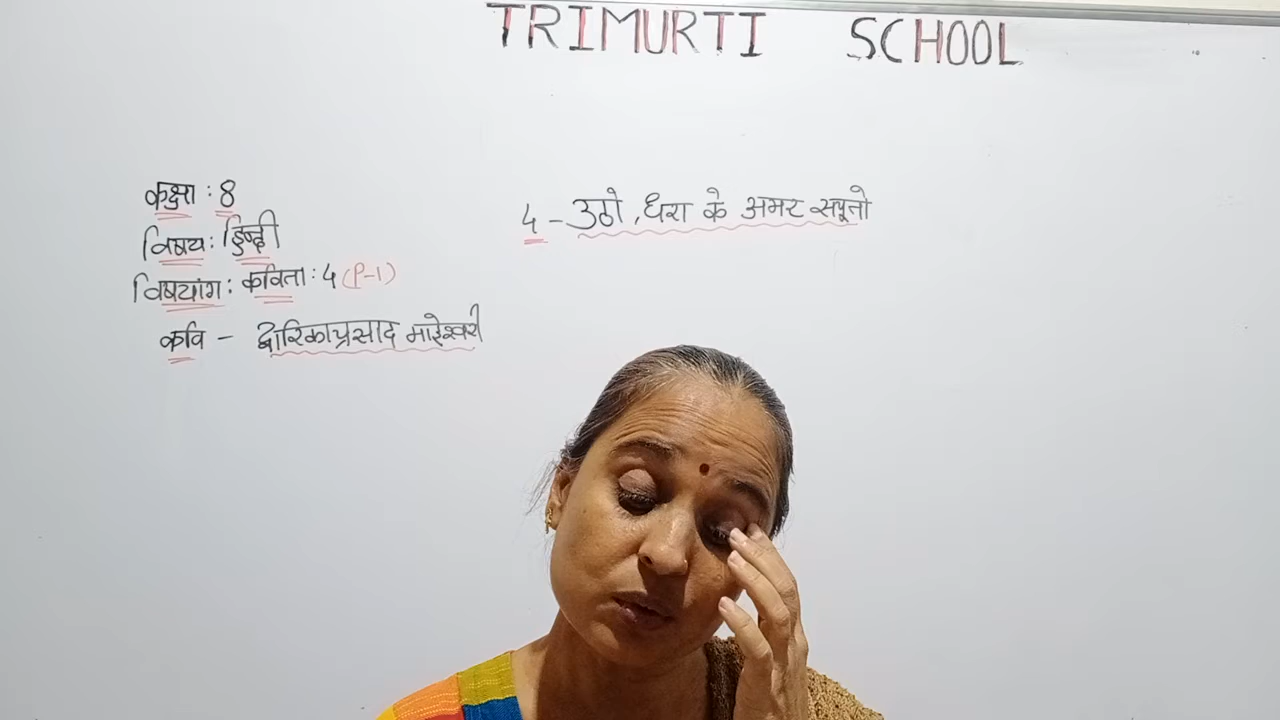 TRIMURTI SCHOOL
कक्षा : 8
विषय : हिन्दी
विषयांग : कविता : 4 (P-1)
कवि - द्वारिकाप्रसाद माहेश्वरी
4 - उठो, धरा के अमर सपूतो